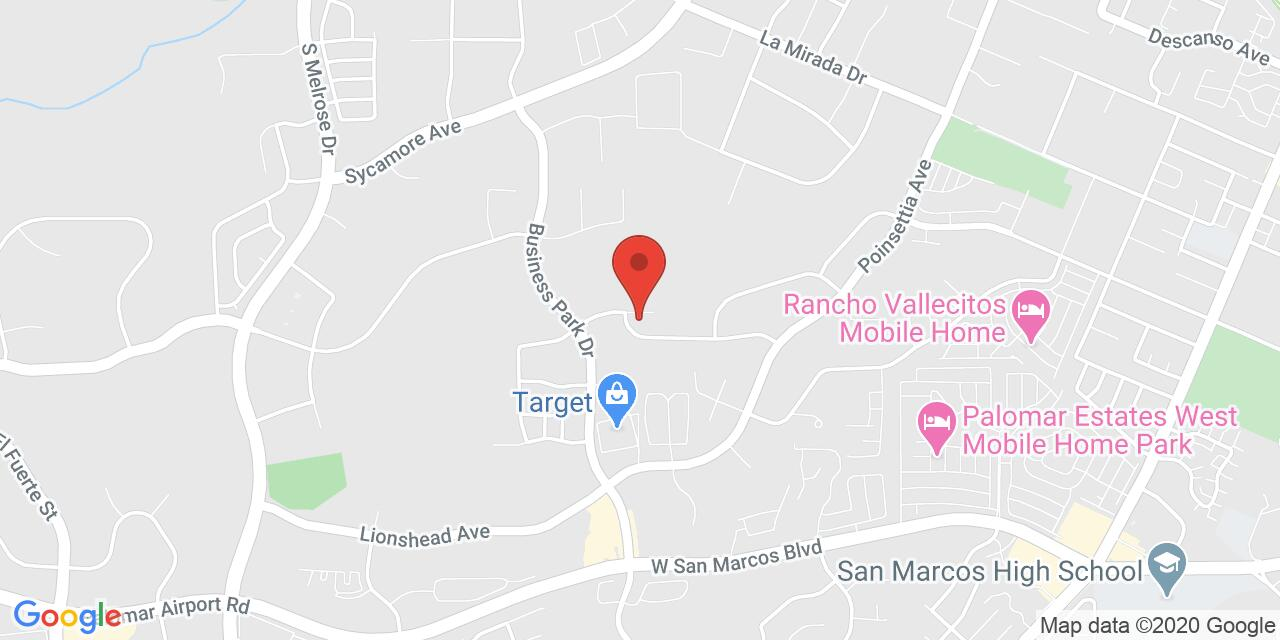 La Mirada Dr
Descanso Ave
S Melrose Dr
Sycamore Ave
Poinsettia Ave
Business Park Dr
Rancho Vallecitos
Mobile Home
Target
Palomar Estates West
Mobile Home Park
El Fuerte St
Lionshead Ave
W San Marcos Blvd
San Marcos High School
mar Airport Rd
Google
Map data ©2020 Google